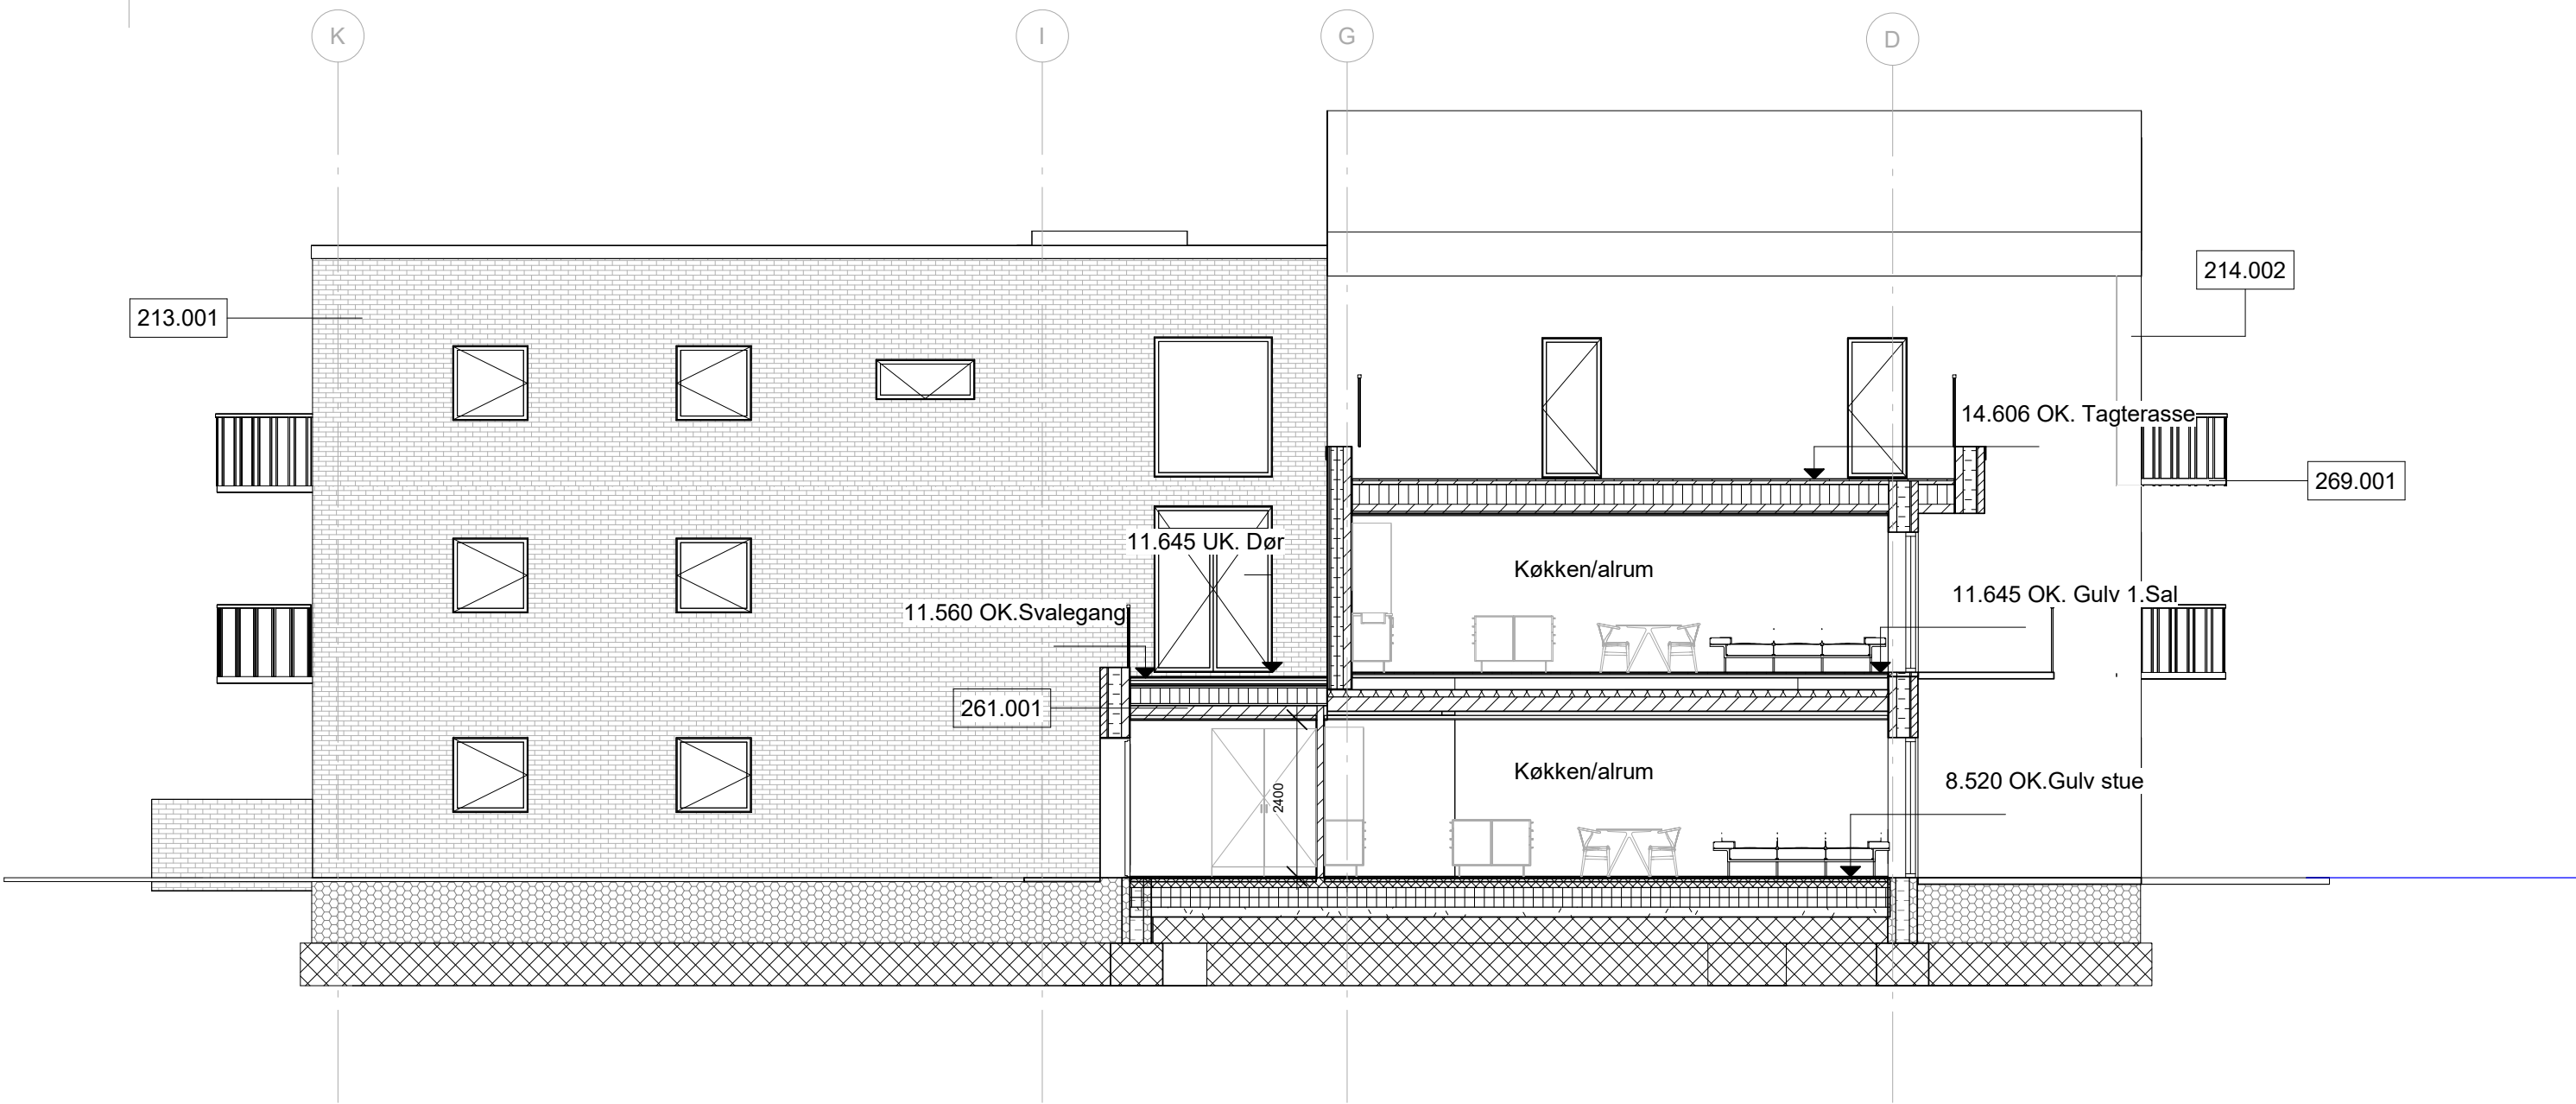 K
I
G
D
214.002
213.001
14.606 OK. Tagterasse
269.001
11.645 UK. Dør
Køkken/alrum
11.645 OK. Gulv 1.Sal
11.560 OK.Svalegang
261.001
Køkken/alrum
8.520 OK.Gulv stue
2400